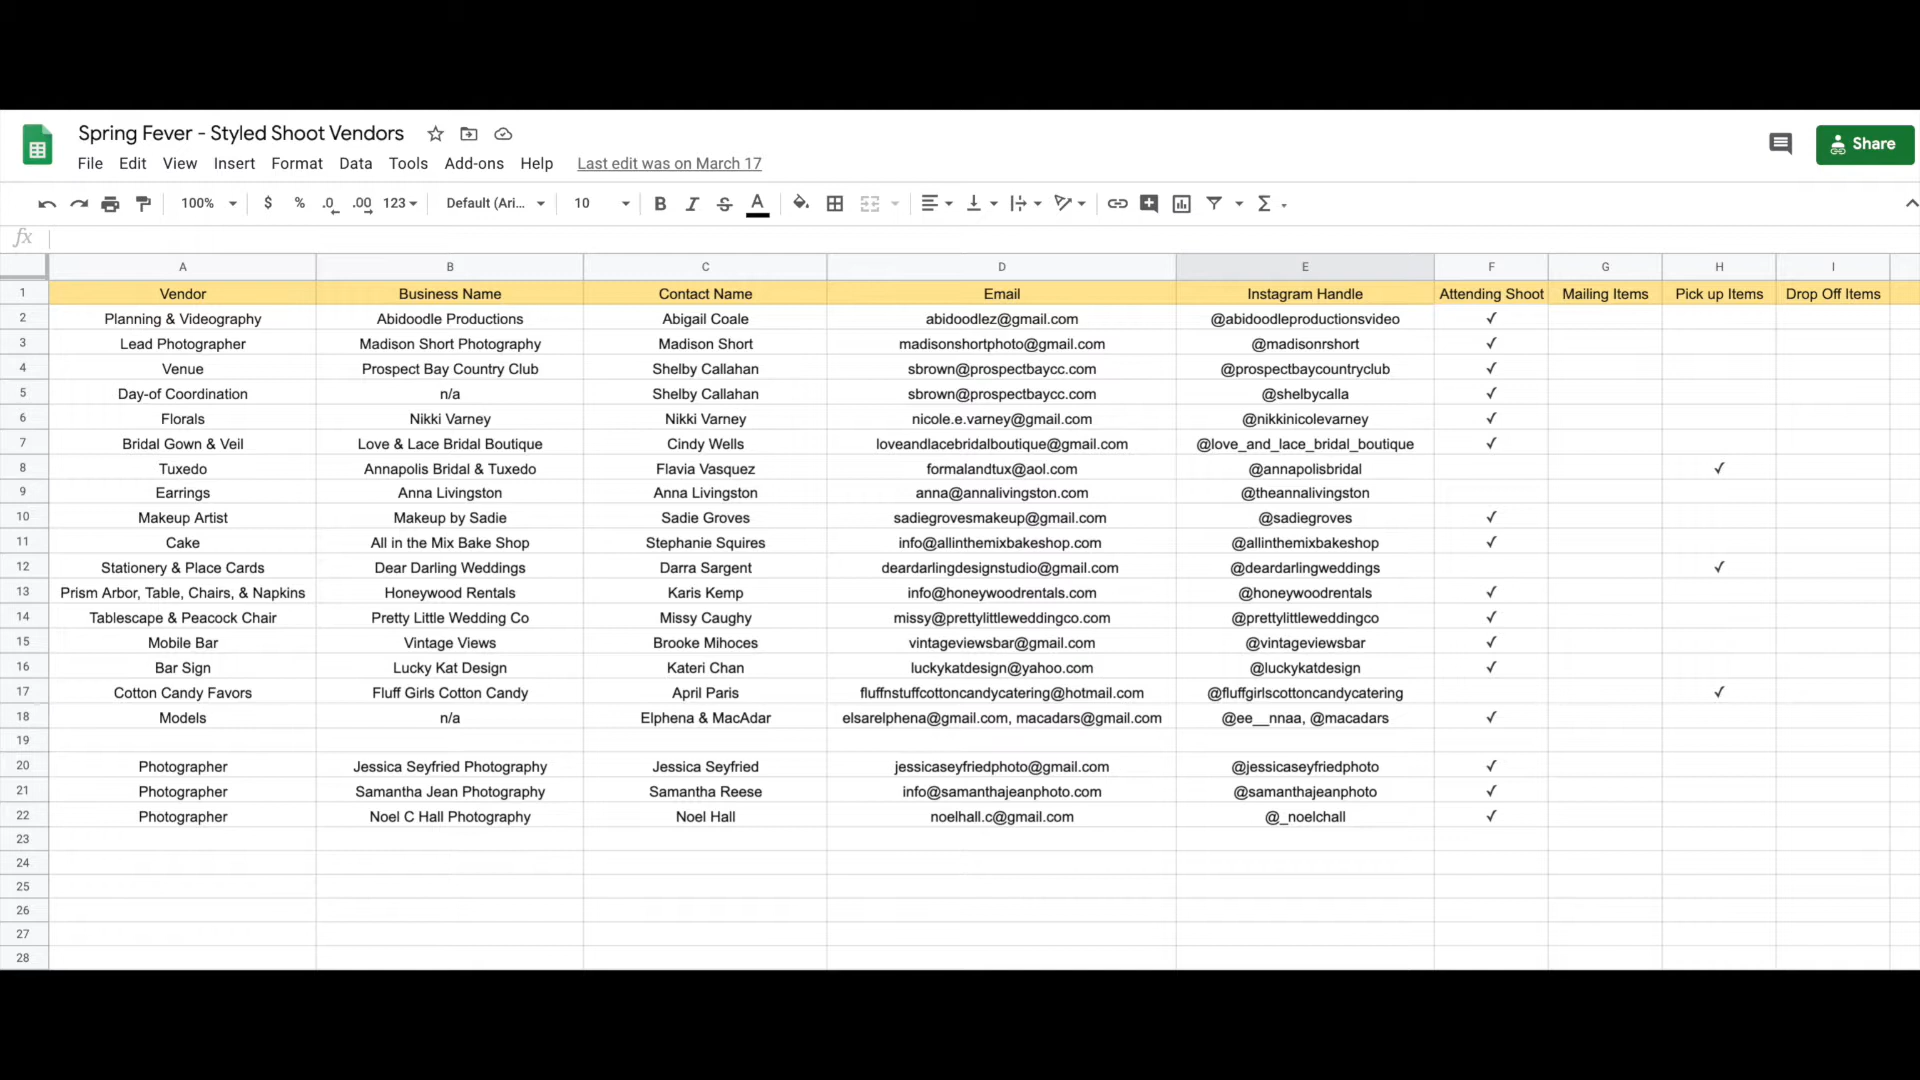 Spring Fever - Styled Shoot Vendors
Share
File Edit View Insert Format Data Tools Add-ons Help Last edit was on March 17
100% $ % .0 .00 123 Default (Ari... 10 B I S A Σ
fx
A B C D E F G H I
1 Vendor Business Name Contact Name Email Instagram Handle Attending Shoot Mailing Items Pick up Items Drop Off Items
2 Planning & Videography Abidoodle Productions Abigail Coale abidoodlez@gmail.com @abidoodleproductionsvideo ✓
3 Lead Photographer Madison Short Photography Madison Short madisonshortphoto@gmail.com @madisonrshort ✓
4 Venue Prospect Bay Country Club Shelby Callahan sbrown@prospectbaycc.com @prospectbaycountryclub ✓
5 Day-of Coordination n/a Shelby Callahan sbrown@prospectbaycc.com @shelbycalla ✓
6 Florals Nikki Varney Nikki Varney nicole.e.varney@gmail.com @nikkinicolevarney ✓
7 Bridal Gown & Veil Love & Lace Bridal Boutique Cindy Wells loveandlacebridalboutique@gmail.com @love_and_lace_bridal_boutique ✓
8 Tuxedo Annapolis Bridal & Tuxedo Flavia Vasquez formalandtux@aol.com @annapolisbridal ✓
9 Earrings Anna Livingston Anna Livingston anna@annalivingston.com @theannalivingston
10 Makeup Artist Makeup by Sadie Sadie Groves sadiegrovesmakeup@gmail.com @sadiegroves ✓
11 Cake All in the Mix Bake Shop Stephanie Squires info@allinthemixbakeshop.com @allinthemixbakeshop ✓
12 Stationery & Place Cards Dear Darling Weddings Darra Sargent deardarlingdesignstudio@gmail.com @deardarlingweddings ✓
13 Prism Arbor, Table, Chairs, & Napkins Honeywood Rentals Karis Kemp info@honeywoodrentals.com @honeywoodrentals ✓
14 Tablescape & Peacock Chair Pretty Little Wedding Co Missy Caughy missy@prettylittleweddingco.com @prettylittleweddingco ✓
15 Mobile Bar Vintage Views Brooke Mihoces vintageviewsbar@gmail.com @vintageviewsbar ✓
16 Bar Sign Lucky Kat Design Kateri Chan luckykatdesign@yahoo.com @luckykatdesign ✓
17 Cotton Candy Favors Fluff Girls Cotton Candy April Paris fluffnstuffcottoncandycatering@hotmail.com @fluffgirlscottoncandycatering ✓
18 Models n/a Elphena & MacAdar elsarelphena@gmail.com, macadars@gmail.com @ee__nnaa, @macadars ✓
19
20 Photographer Jessica Seyfried Photography Jessica Seyfried jessicaseyfriedphoto@gmail.com @jessicaseyfriedphoto ✓
21 Photographer Samantha Jean Photography Samantha Reese info@samanthajeanphoto.com @samanthajeanphoto ✓
22 Photographer Noel C Hall Photography Noel Hall noelhall.c@gmail.com @_noelchall ✓
23
24
25
26
27
28